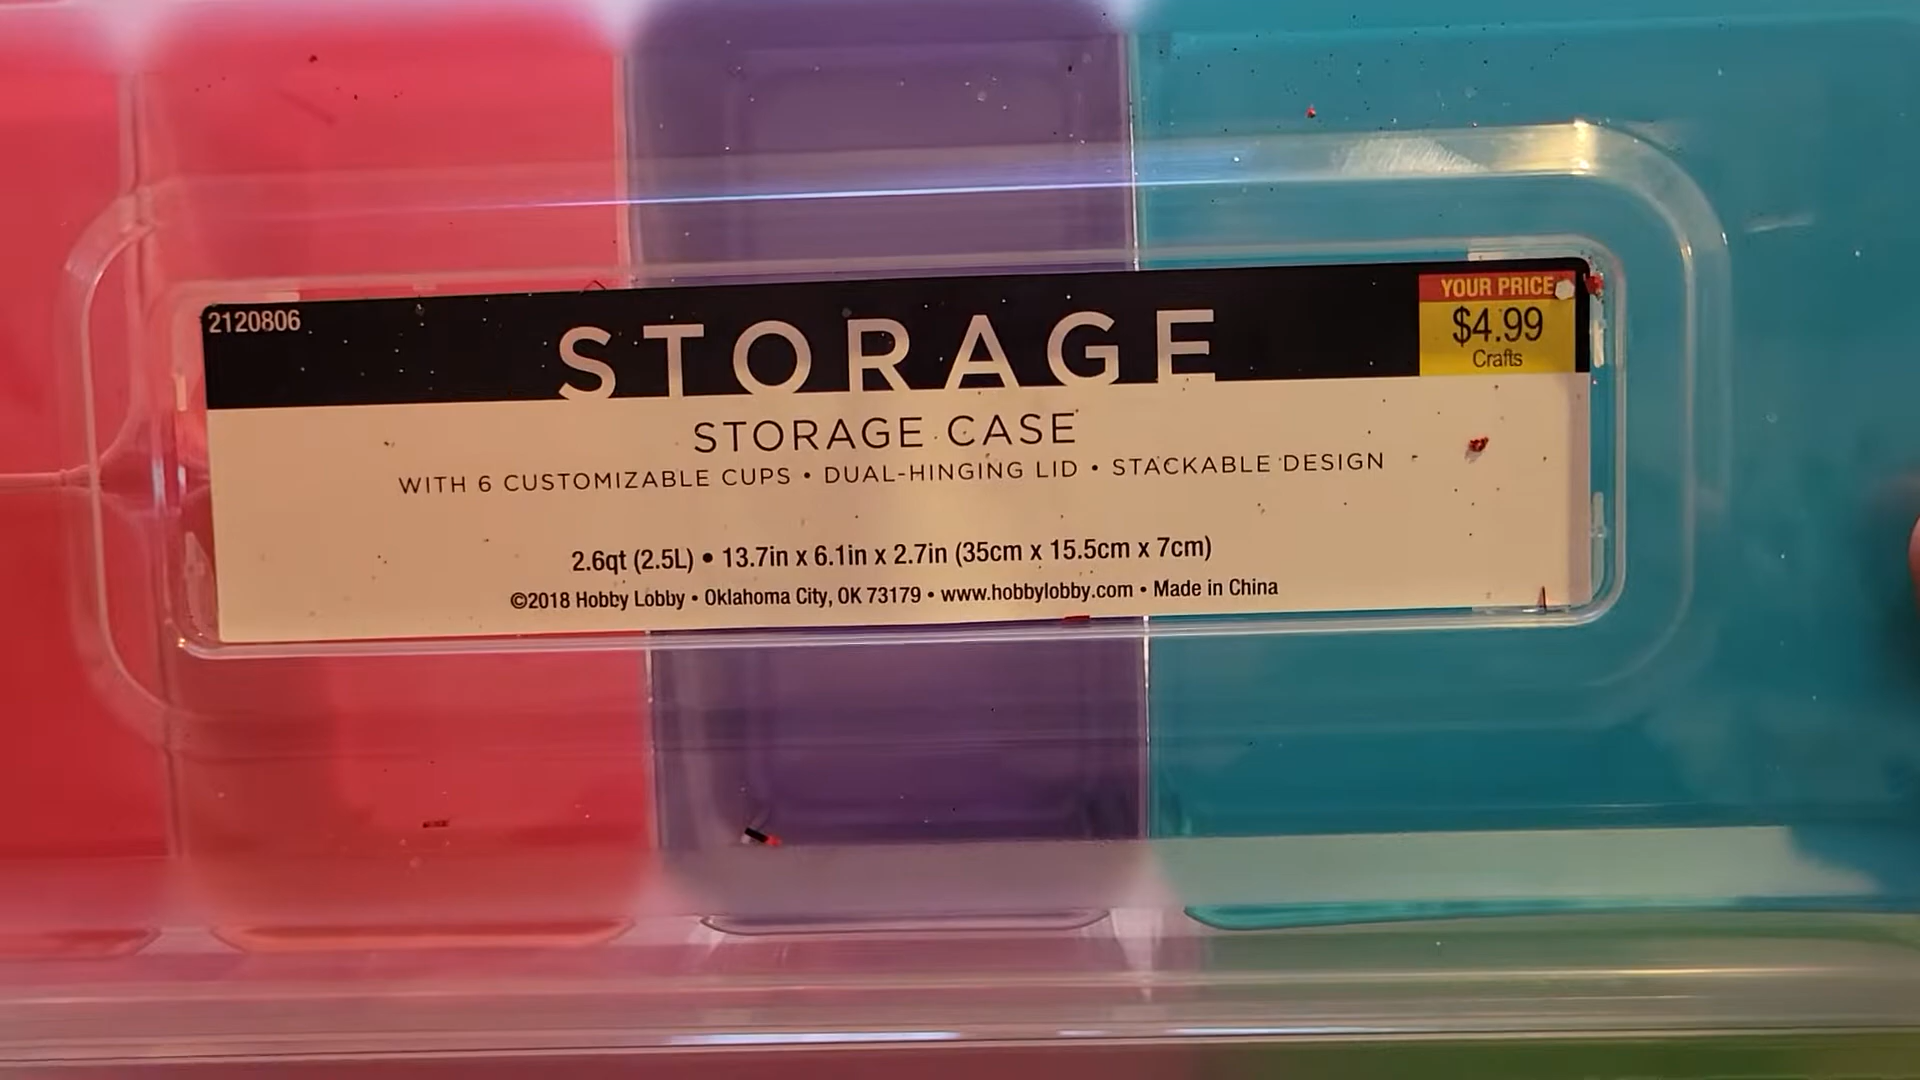 2120806
STORAGE
YOUR PRICE
$4.99
Crafts
STORAGE CASE
WITH 6 CUSTOMIZABLE CUPS • DUAL-HINGING LID • STACKABLE DESIGN
2.6qt (2.5L) • 13.7in x 6.1in x 2.7in (35cm x 15.5cm x 7cm)
©2018 Hobby Lobby • Oklahoma City, OK 73179 • www.hobbylobby.com • Made in China